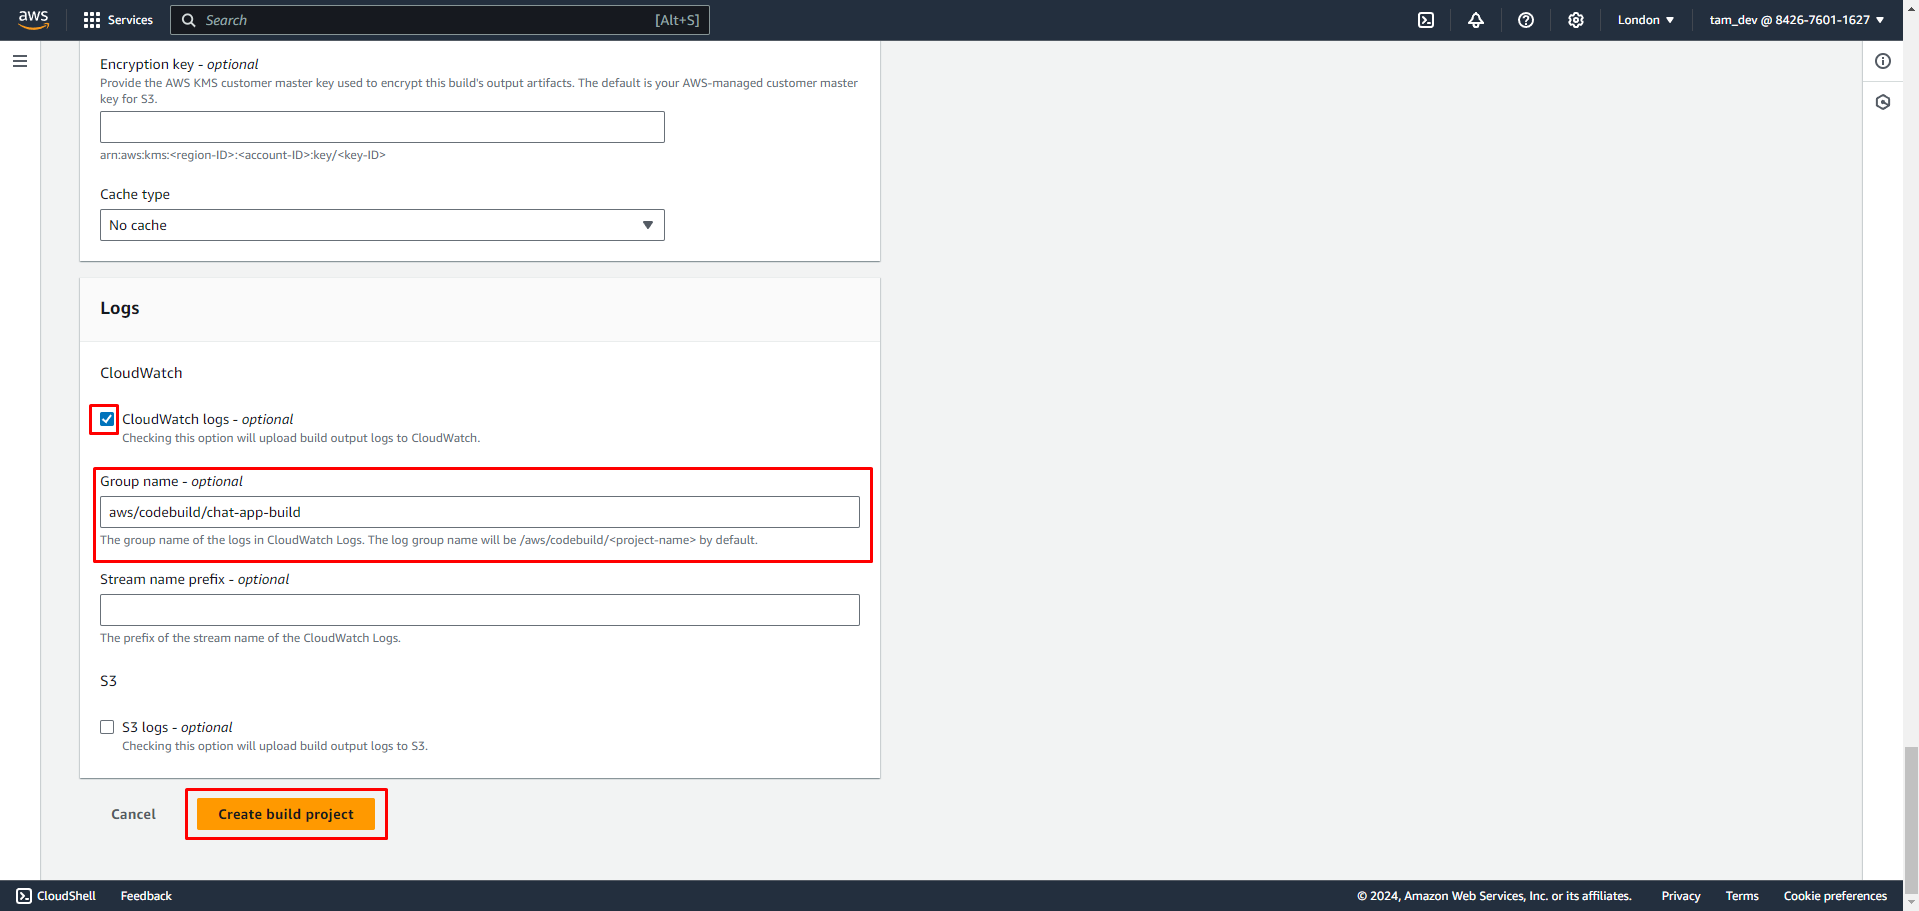 aws
Services
Search
[Alt+S]
London
tam_dev @ 8426-7601-1627
Encryption key - optional
Provide the AWS KMS customer master key used to encrypt this build's output artifacts. The default is your AWS-managed customer master
key for S3.
arn:aws:kms:<region-ID>:<account-ID>:key/<key-ID>
Cache type
No cache
Logs
CloudWatch
CloudWatch logs - optional
Checking this option will upload build output logs to CloudWatch.
Group name - optional
aws/codebuild/chat-app-build
The group name of the logs in CloudWatch Logs. The log group name will be /aws/codebuild/<project-name> by default.
Stream name prefix - optional
The prefix of the stream name of the CloudWatch Logs.
S3
S3 logs - optional
Checking this option will upload build output logs to S3.
Cancel
Create build project
CloudShell
Feedback
© 2024, Amazon Web Services, Inc. or its affiliates.
Privacy
Terms
Cookie preferences